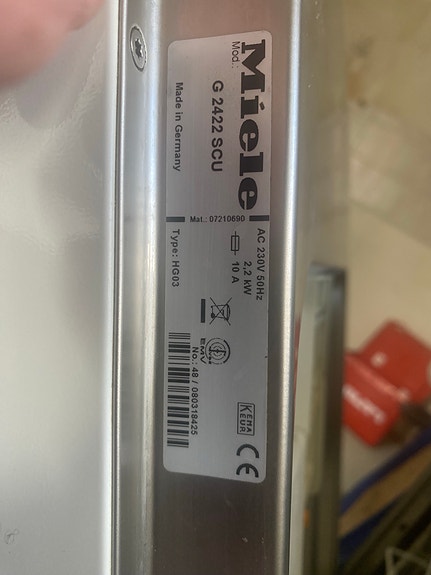 Miele
Mod.:
G 2422 SCU
Made in Germany
Mat.: 07210690
AC 230V 50Hz
2,2 kW
10 A
Type: HG03
EMV
No.: 48 / 080318425
KEMA
KEUR
CE